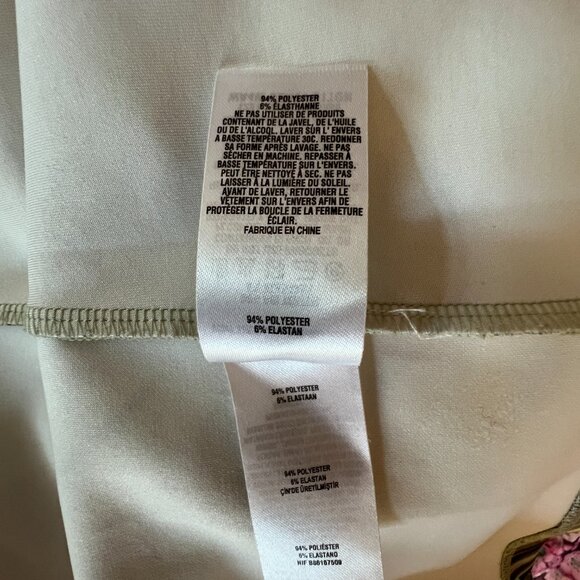 94% POLYESTER
6% ÉLASTHANNE
NE PAS UTILISER DE PRODUITS
CONTENANT DE LA JAVEL, DE L'HUILE
OU DE L'ALCOOL. LAVER SUR L' ENVERS
A BASSE TEMPÉRATURE 30C. REDONNER
SA FORME APRÈS LAVAGE. NE PAS
SÉCHER EN MACHINE. REPASSER À
BASSE TEMPÉRATURE SUR L'ENVERS.
PEUT ÊTRE NETTOYÉ À SEC. NE PAS
LAISSER À LA LUMIÈRE DU SOLEIL.
AVANT DE LAVER, RETOURNER LE
VÊTEMENT SUR L'ENVERS AFIN DE
PROTÉGER LA BOUCLE DE LA FERMETURE
ÉCLAIR.
FABRIQUE EN CHINE
94% POLYESTER
6% ELASTAN
94% POLYESTER
6% ELASTAAN
94% POLYESTER
6% ELASTAN
ÇİN'DE ÜRETİLMİŞTİR
94% POLIÉSTER
6% ELASTANO
NIF B86167509